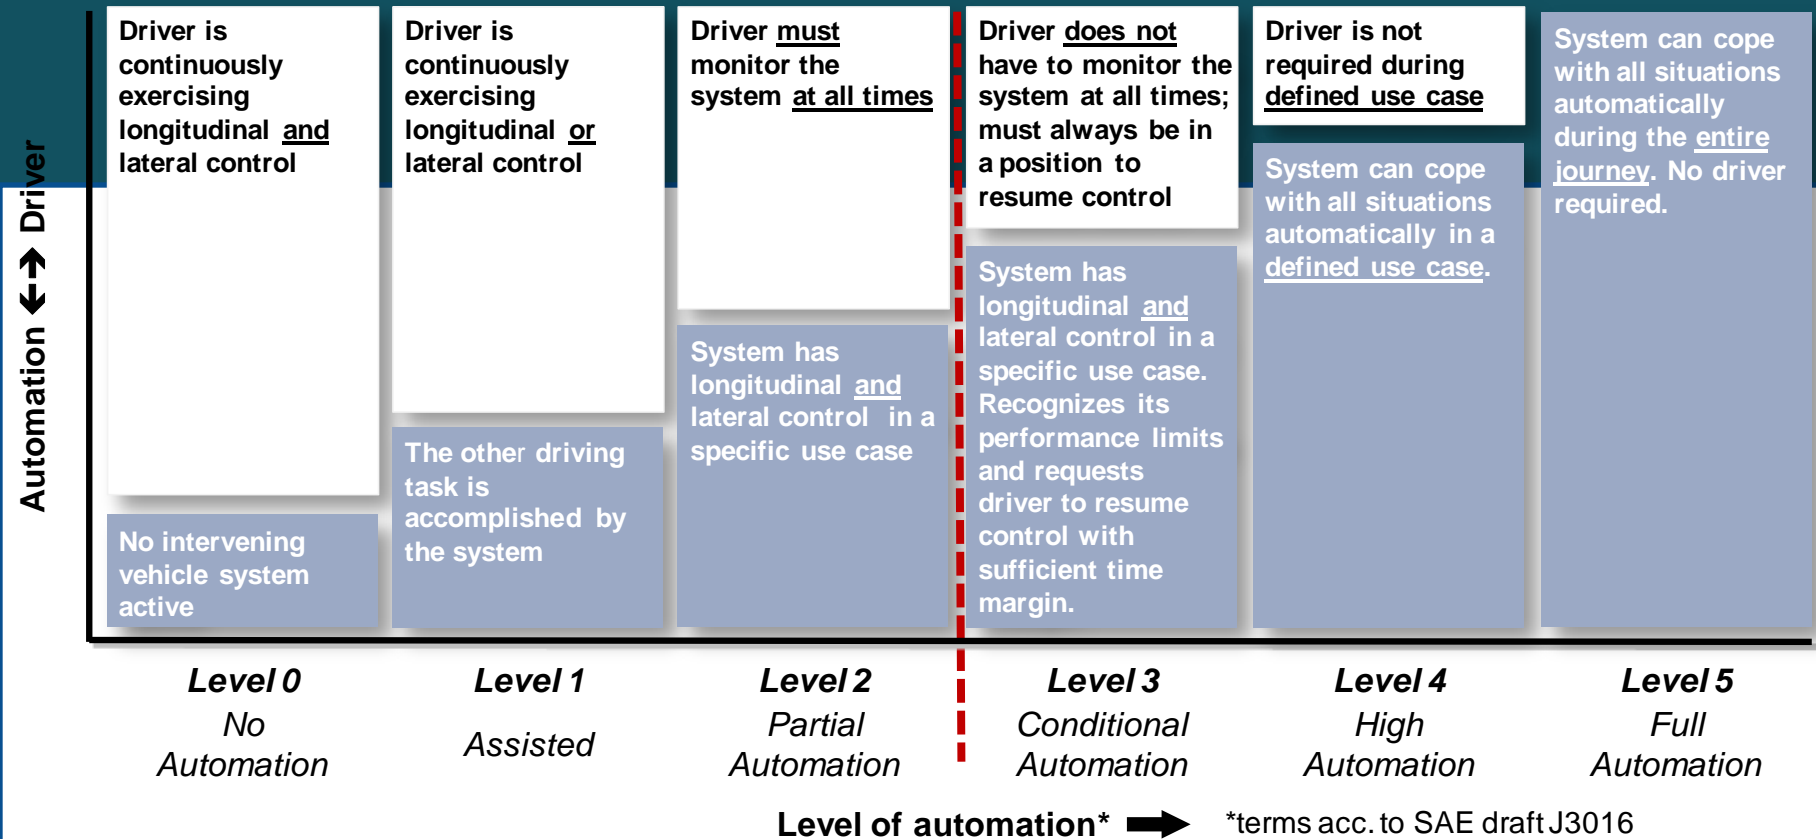 Automation ←→ Driver
Driver is
continuously
exercising
longitudinal and
lateral control
No intervening
vehicle system
active
Driver is
continuously
exercising
longitudinal or
lateral control
The other driving
task is
accomplished by
the system
Driver must
monitor the
system at all times
System has
longitudinal and
lateral control in a
specific use case
Driver does not
have to monitor the
system at all times;
must always be in
a position to
resume control
System has
longitudinal and
lateral control in a
specific use case.
Recognizes its
performance limits
and requests
driver to resume
control with
sufficient time
margin.
Driver is not
required during
defined use case
System can cope
with all situations
automatically in a
defined use case.
System can cope
with all situations
automatically
during the entire
journey. No driver
required.
Level 0
No
Automation
Level 1
Assisted
Level 2
Partial
Automation
Level 3
Conditional
Automation
Level 4
High
Automation
Level 5
Full
Automation
Level of automation* ➡ *terms acc. to SAE draft J3016